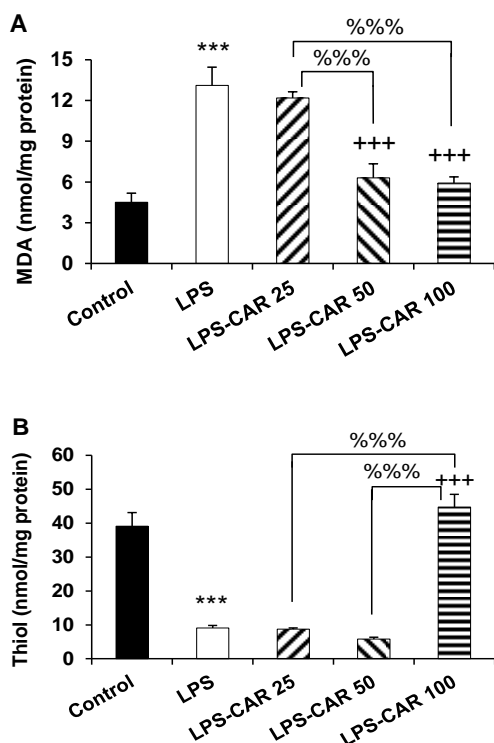 A
MDA (nmol/mg protein)
15
12
9
6
3
0
***
%%%
%%%
+++
+++
Control
LPS
LPS-CAR 25
LPS-CAR 50
LPS-CAR 100
B
Thiol (nmol/mg protein)
60
50
40
30
20
10
0
***
%%%
%%%
+++
Control
LPS
LPS-CAR 25
LPS-CAR 50
LPS-CAR 100